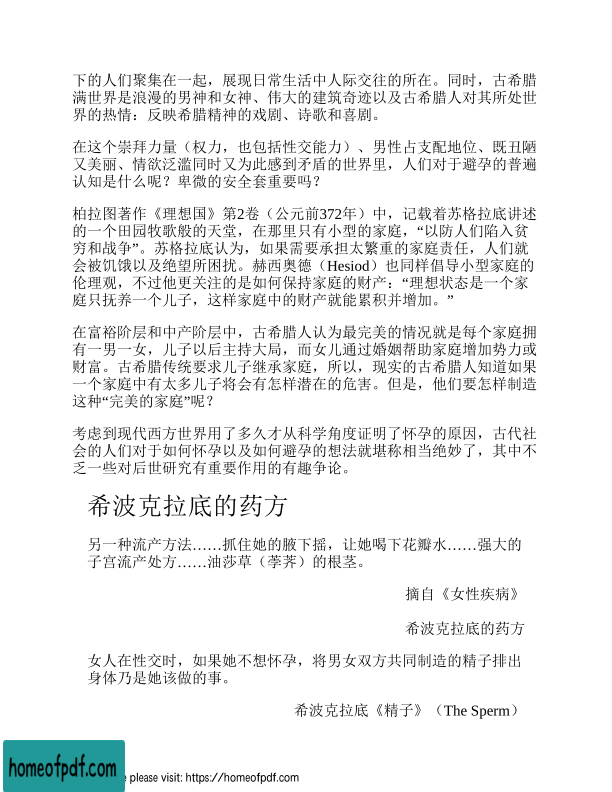 下的人们聚集在一起，展现日常生活中人际交往的所在。同时，古希腊
满世界是浪漫的男神和女神、伟大的建筑奇迹以及古希腊人对其所处世
界的热情：反映希腊精神的戏剧、诗歌和喜剧。
在这个崇拜力量（权力，也包括性交能力）、男性占支配地位、既丑陋
又美丽、情欲泛滥同时又为此感到矛盾的世界里，人们对于避孕的普遍
认知是什么呢？卑微的安全套重要吗？
柏拉图著作《理想国》第2卷（公元前372年）中，记载着苏格拉底讲述
的一个田园牧歌般的天堂，在那里只有小型的家庭，“以防人们陷入贫
穷和战争”。苏格拉底认为，如果需要承担太繁重的家庭责任，人们就
会被饥饿以及绝望所困扰。赫西奥德（Hesiod）也同样倡导小型家庭的
伦理观，不过他更关注的是如何保持家庭的财产：“理想状态是一个家
庭只抚养一个儿子，这样家庭中的财产就能累积并增加。”
在富裕阶层和中产阶层中，古希腊人认为最完美的情况就是每个家庭拥
有一男一女，儿子以后主持大局，而女儿通过婚姻帮助家庭增加势力或
财富。古希腊传统要求儿子继承家庭，所以，现实的古希腊人知道如果
一个家庭中有太多儿子将会有怎样潜在的危害。但是，他们要怎样制造
这种“完美的家庭”呢？
考虑到现代西方世界用了多久才从科学角度证明了怀孕的原因，古代社
会的人们对于如何怀孕以及如何避孕的想法就堪称相当绝妙了，其中不
乏一些对后世研究有重要作用的有趣争论。
希波克拉底的药方
另一种流产方法……抓住她的腋下摇，让她喝下花瓣水……强大的
子宫流产处方……油莎草（荸荠）的根茎。
摘自《女性疾病》
希波克拉底的药方
女人在性交时，如果她不想怀孕，将男女双方共同制造的精子排出
身体乃是她该做的事。
希波克拉底《精子》（The Sperm）
homeofpdf.com
please visit: https://homeofpdf.com